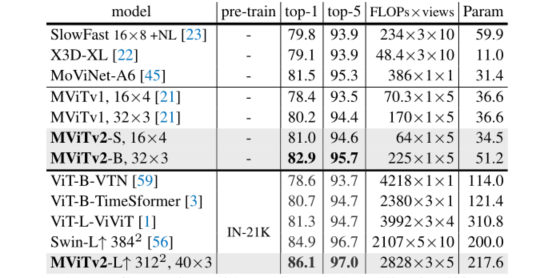 model pre-train top-1 top-5 FLOPs×views Param
SlowFast 16×8 +NL [23] - 79.8 93.9 234×3×10 59.9
X3D-XL [22] - 79.1 93.9 48.4×3×10 11.0
MoViNet-A6 [45] - 81.5 95.3 386×1×1 31.4
MViTv1, 16×4 [21] - 78.4 93.5 70.3×1×5 36.6
MViTv1, 32×3 [21] - 80.2 94.4 170×1×5 36.6
MViTv2-S, 16×4 - 81.0 94.6 64×1×5 34.5
MViTv2-B, 32×3 - 82.9 95.7 225×1×5 51.2
ViT-B-VTN [59] 78.6 93.7 4218×1×1 114.0
ViT-B-TimeSformer [3] 80.7 94.7 2380×3×1 121.4
ViT-L-ViViT [1] 81.3 94.7 3992×3×4 310.8
IN-21K
Swin-L↑ 384² [56] 84.9 96.7 2107×5×10 200.0
MViTv2-L↑ 312², 40×3 86.1 97.0 2828×3×5 217.6